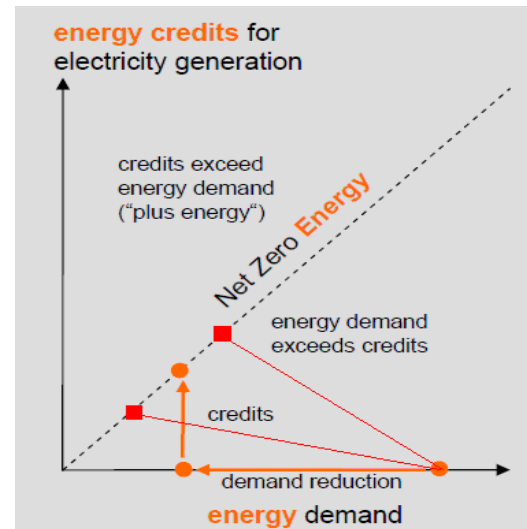 energy credits for
electricity generation
credits exceed
energy demand
("plus energy“)
Net Zero Energy
energy demand
exceeds credits
credits
demand reduction
energy demand